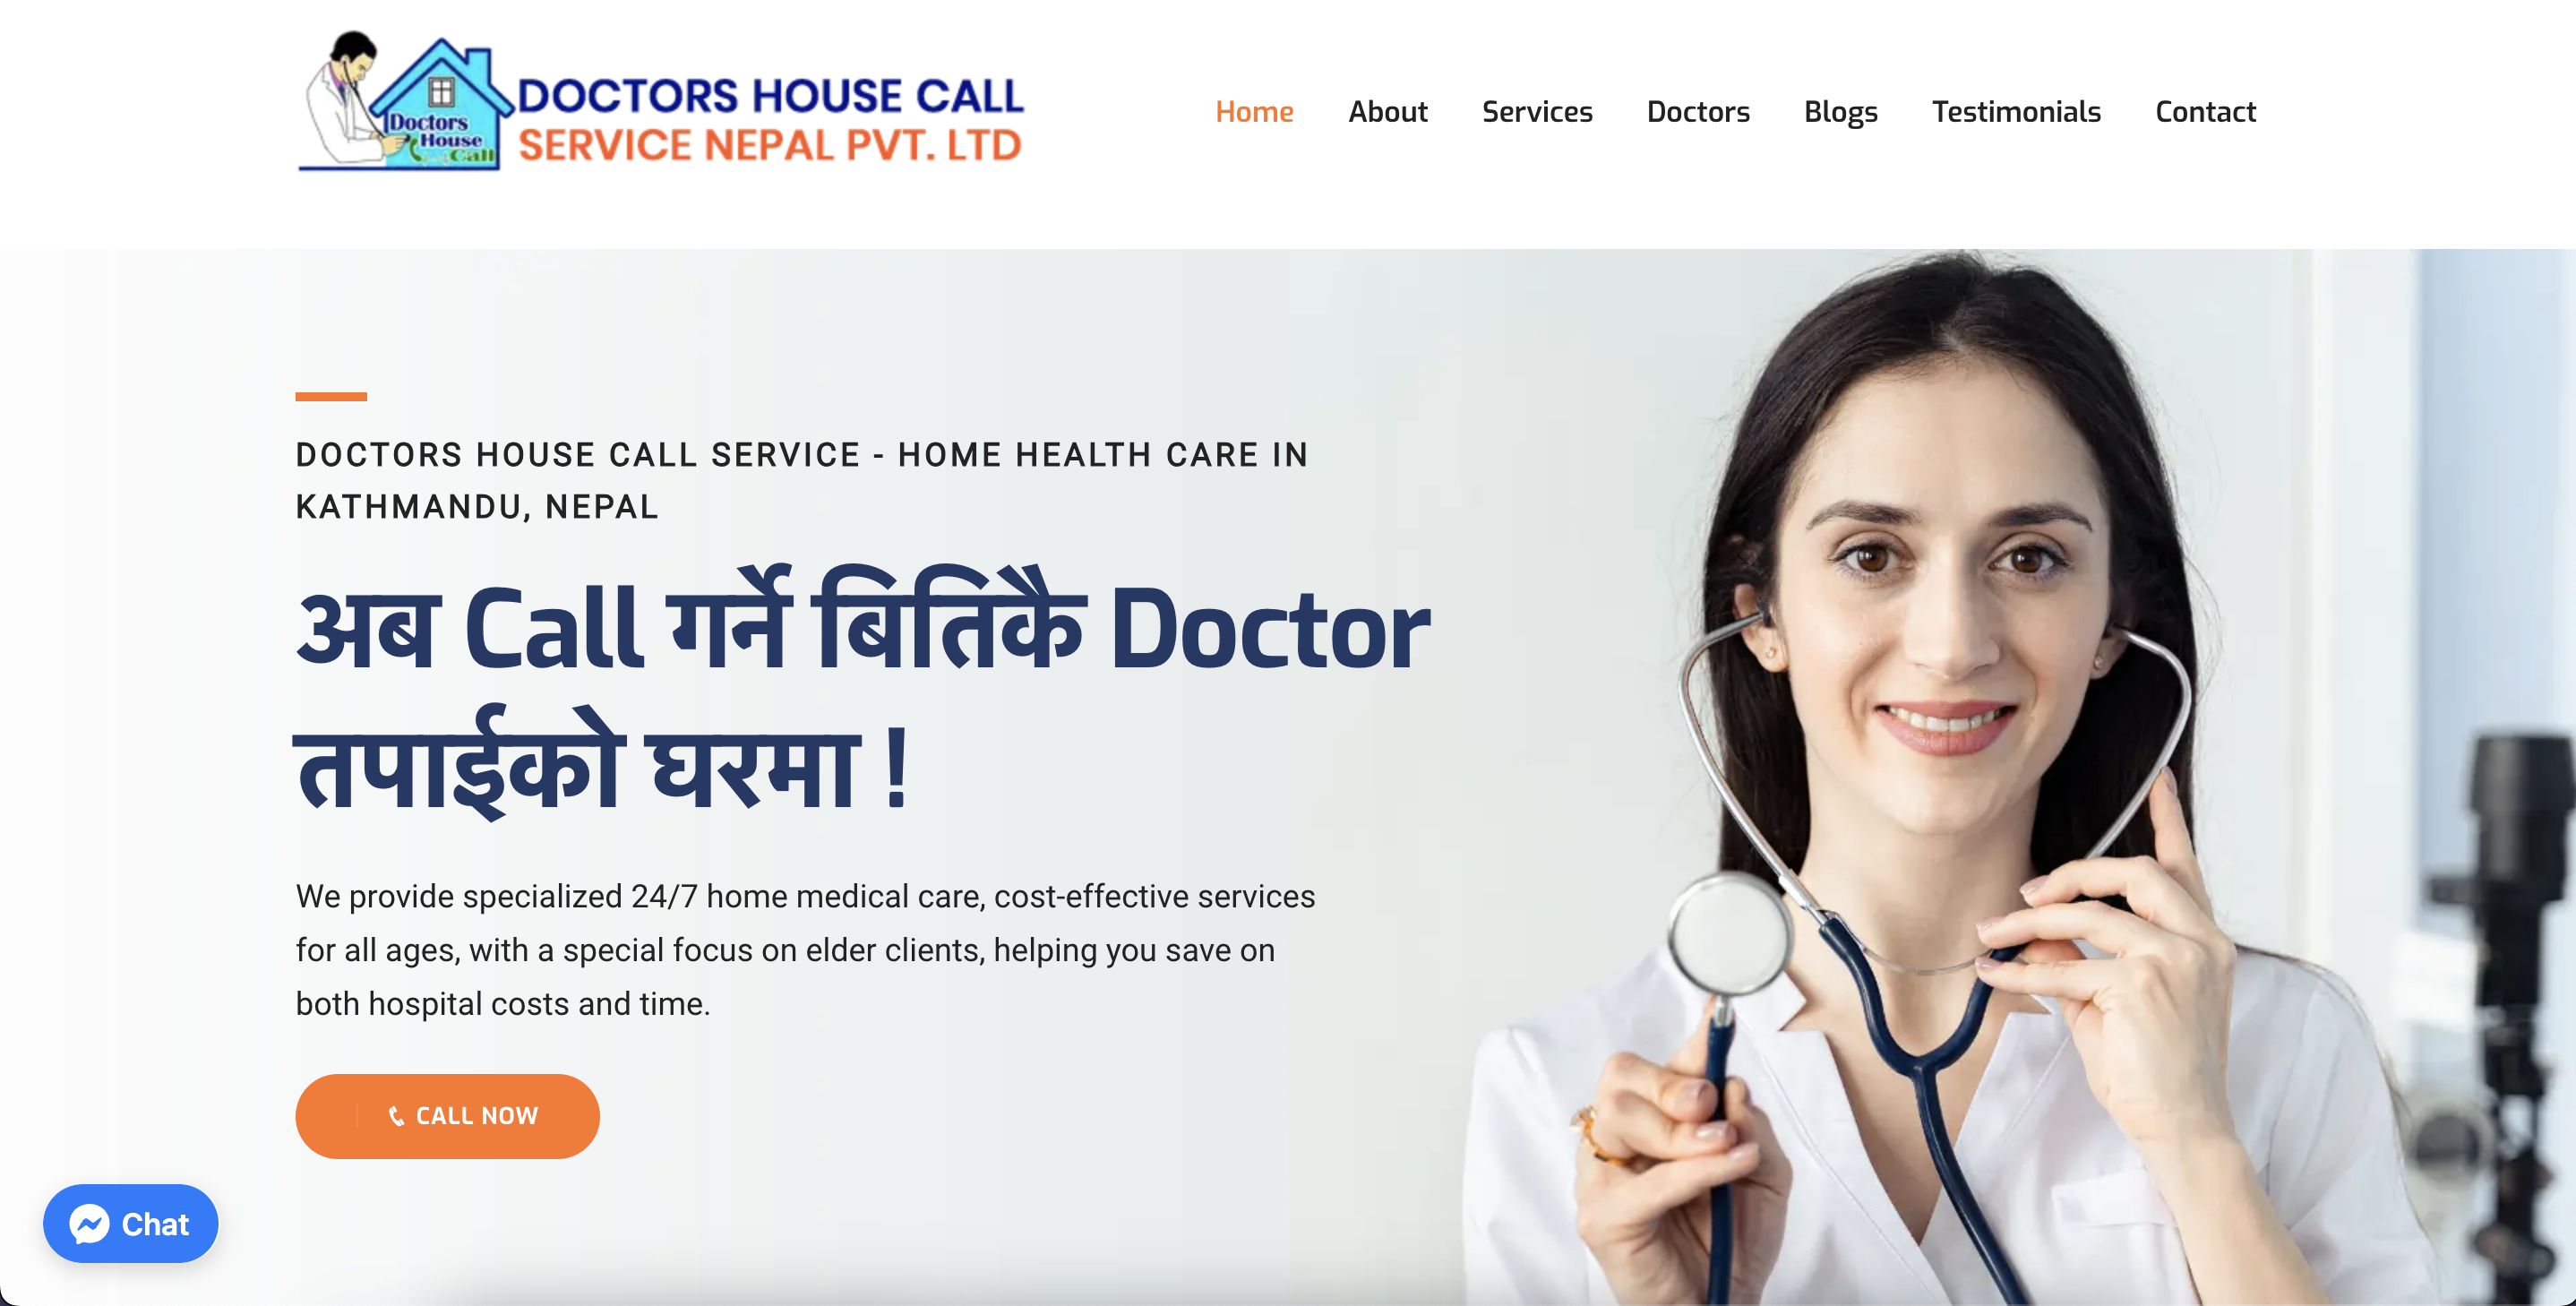 Doctors
House
Call
DOCTORS HOUSE CALL
SERVICE NEPAL PVT. LTD
Home About Services Doctors Blogs Testimonials Contact
DOCTORS HOUSE CALL SERVICE - HOME HEALTH CARE IN
KATHMANDU, NEPAL
अब Call गर्ने बितिकै Doctor
तपाईको घरमा !
We provide specialized 24/7 home medical care, cost-effective services
for all ages, with a special focus on elder clients, helping you save on
both hospital costs and time.
CALL NOW
Chat